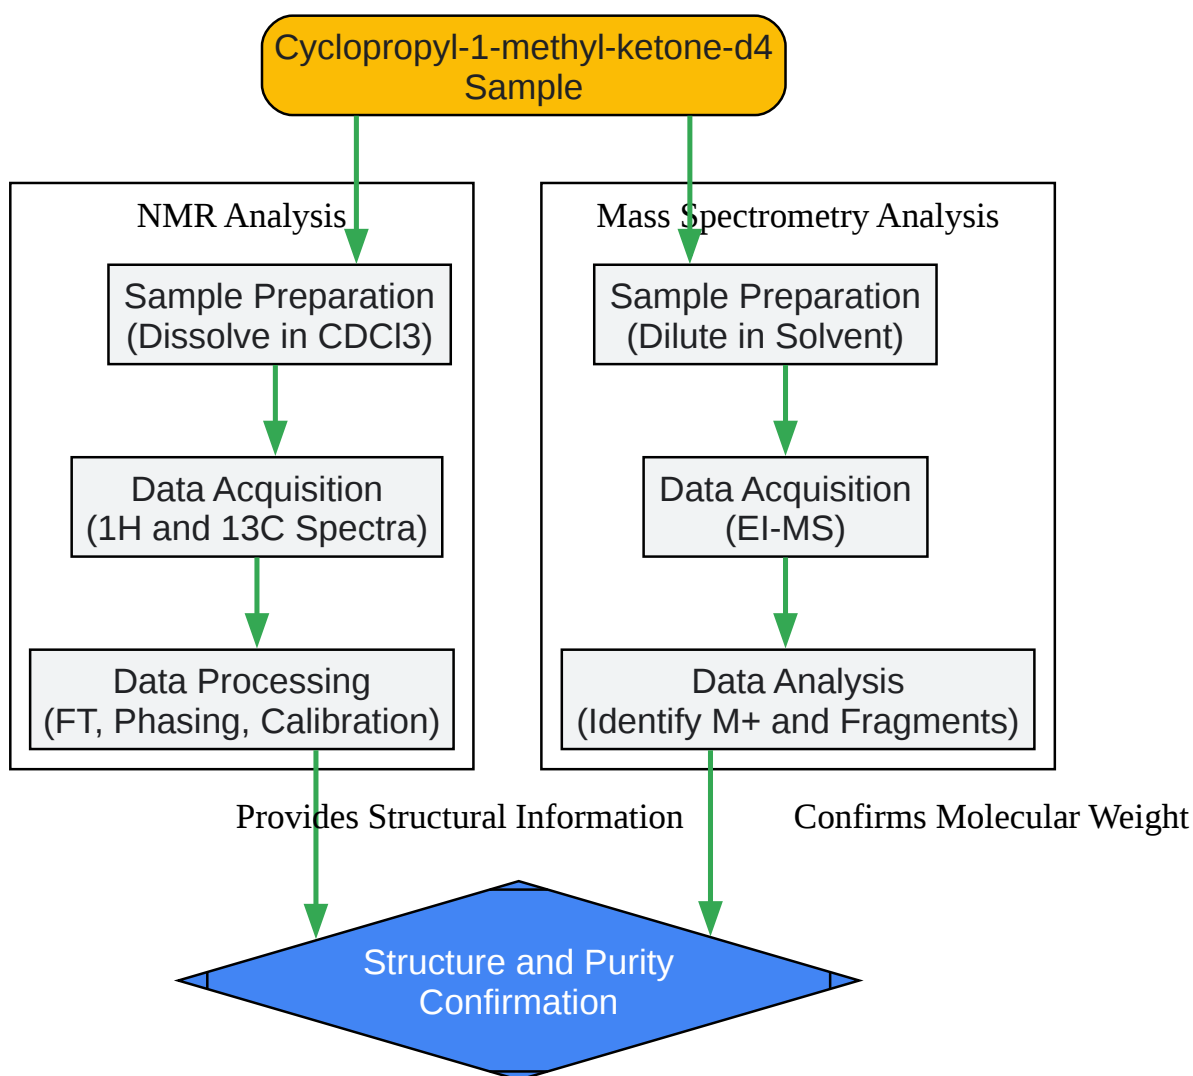 Cyclopropyl-1-methyl-ketone-d4
Sample
NMR Analysis
Sample Preparation
(Dissolve in CDCl3)
Data Acquisition
(1H and 13C Spectra)
Data Processing
(FT, Phasing, Calibration)
Provides Structural Information
Mass Spectrometry Analysis
Sample Preparation
(Dilute in Solvent)
Data Acquisition
(EI-MS)
Data Analysis
(Identify M+ and Fragments)
Confirms Molecular Weight
Structure and Purity
Confirmation